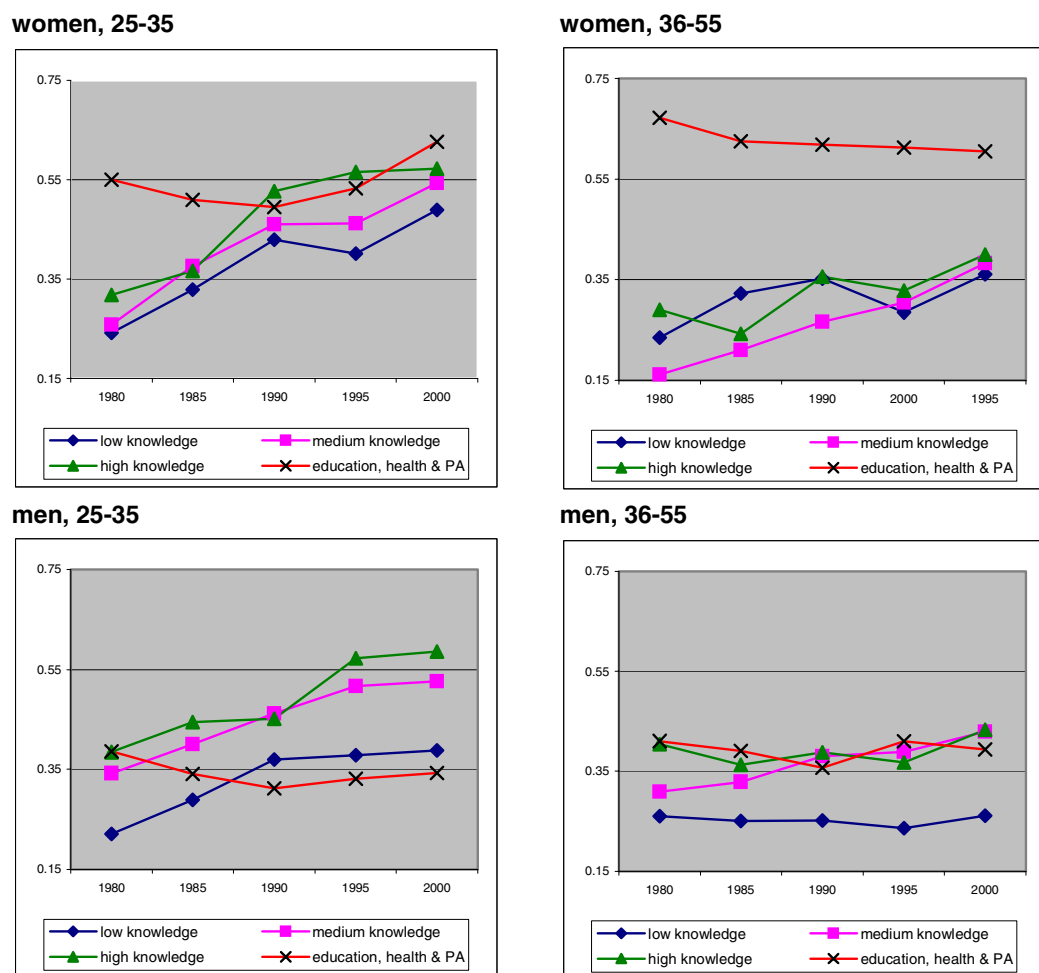 women, 25-35
0.75
0.55
0.35
0.15
1980 1985 1990 1995 2000
low knowledge medium knowledge
high knowledge education, health & PA
women, 36-55
0.75
0.55
0.35
0.15
1980 1985 1990 2000 1995
low knowledge medium knowledge
high knowledge education, health & PA
men, 25-35
0.75
0.55
0.35
0.15
1980 1985 1990 1995 2000
low knowledge medium knowledge
high knowledge education, health & PA
men, 36-55
0.75
0.55
0.35
0.15
1980 1985 1990 1995 2000
low knowledge medium knowledge
high knowledge education, health & PA